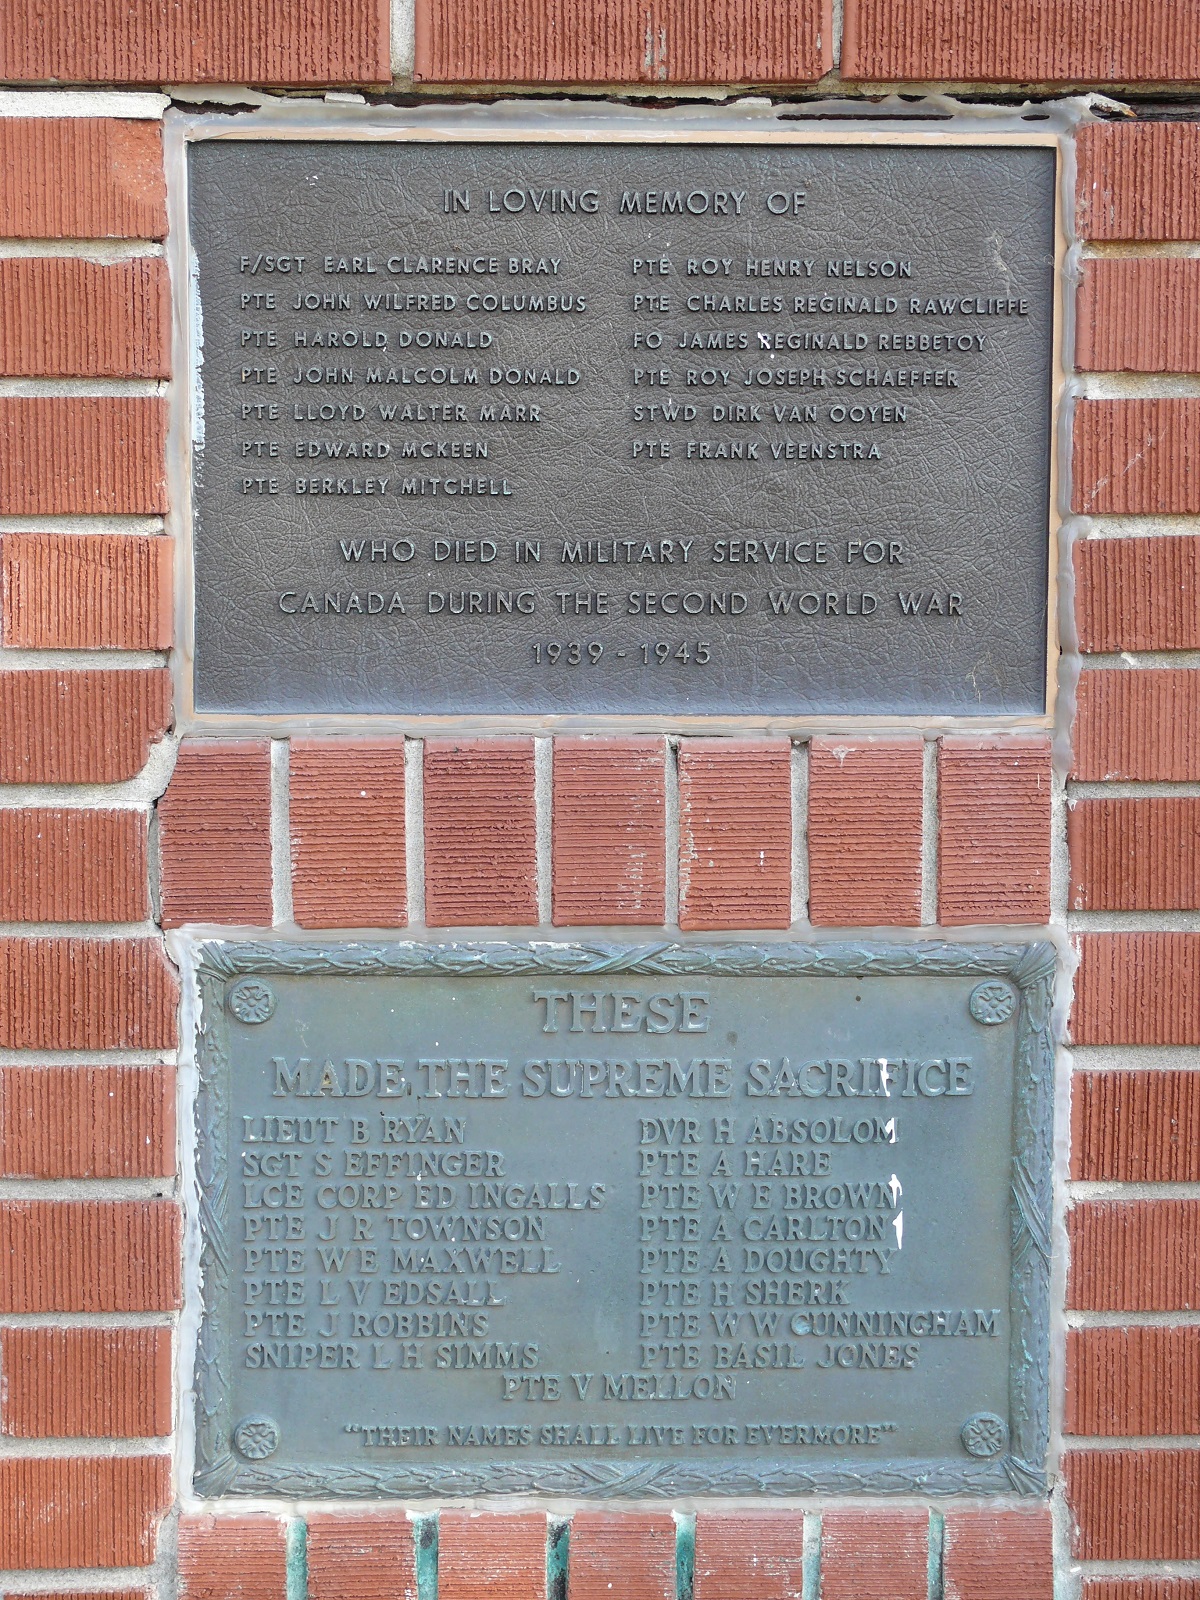 IN LOVING MEMORY OF
F/SGT EARL CLARENCE BRAY
PTE JOHN WILFRED COLUMBUS
PTE HAROLD DONALD
PTE JOHN MALCOLM DONALD
PTE LLOYD WALTER MARR
PTE EDWARD MCKEEN
PTE BERKLEY MITCHELL
PTE ROY HENRY NELSON
PTE CHARLES REGINALD RAWCLIFFE
FO JAMES REGINALD REBBETOY
PTE ROY JOSEPH SCHAEFFER
STWD DIRK VAN OOYEN
PTE FRANK VEENSTRA
WHO DIED IN MILITARY SERVICE FOR
CANADA DURING THE SECOND WORLD WAR
1939 - 1945
THESE
MADE THE SUPREME SACRIFICE
LIEUT B RYAN
SGT S EFFINGER
LCE CORP ED INGALLS
PTE J R TOWNSON
PTE W E MAXWELL
PTE L V EDSALL
PTE J ROBBINS
SNIPER L H SIMMS
DVR H ABSOLOM
PTE A HARE
PTE W E BROWN
PTE A CARLTON
PTE A DOUGHTY
PTE H SHERK
PTE W W CUNNINGHAM
PTE BASIL JONES
PTE V MELLON
"THEIR NAMES SHALL LIVE FOR EVERMORE"